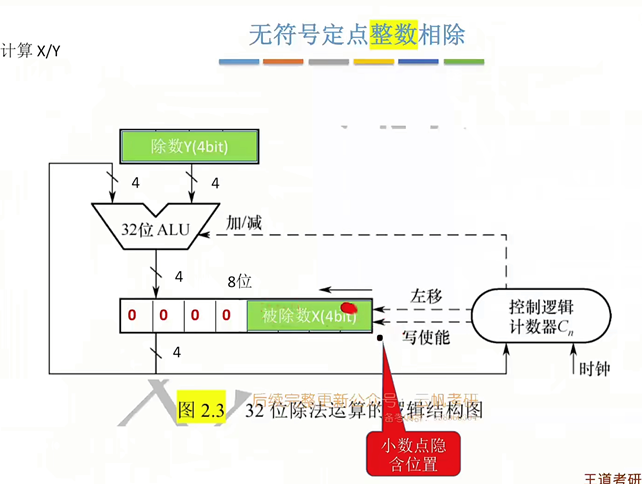 无符号定点整数相除
计算 X/Y
除数Y(4bit)
4
4
32位 ALU
加/减
4
8位
0 0 0 0
被除数X(4bit)
左移
写使能
控制逻辑
计数器Cn
4
时钟
图 2.3 32 位除法运算的逻辑结构图
小数点隐
含位置
王道考研